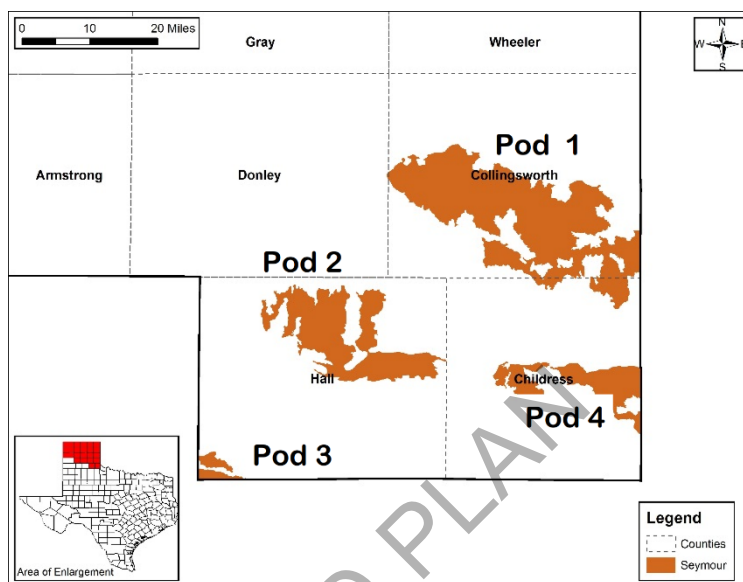 0 10 20 Miles
Gray
Wheeler
N
W E
S
Armstrong
Donley
Pod 1
Collingsworth
Pod 2
Hall
Childress
Pod 4
Pod 3
PLAN
Area of Enlargement
Legend
Counties
Seymour